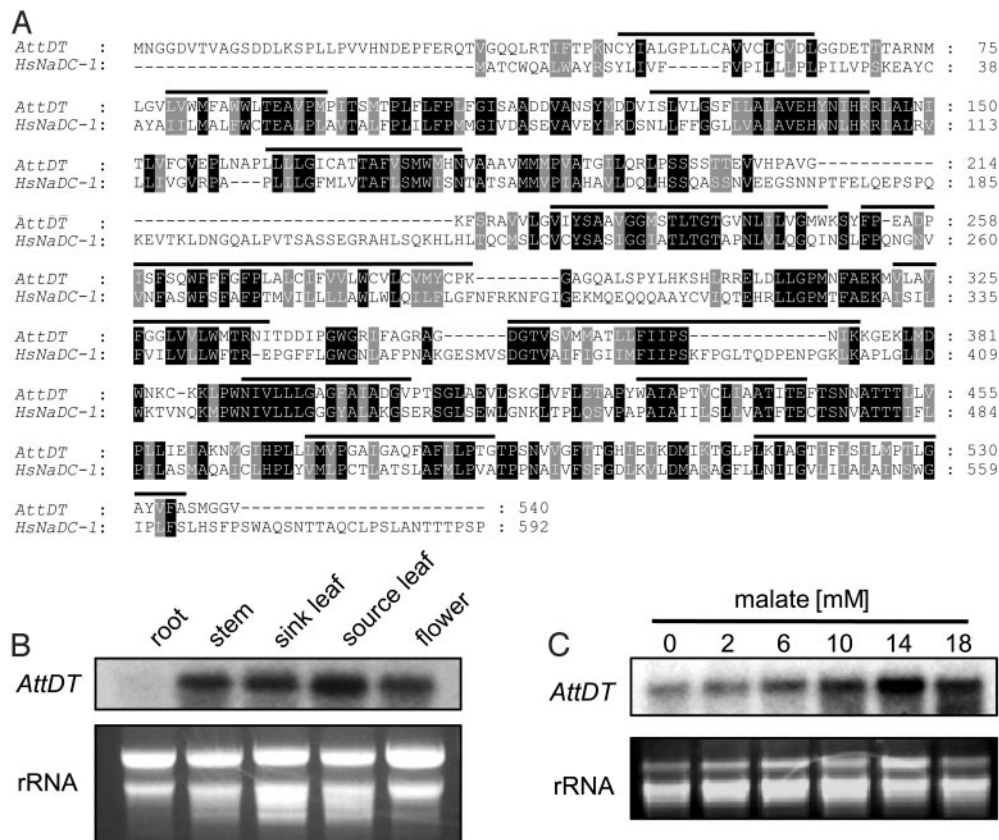 A
AttDT : MNGGDVTVAGSDDLKSPLLPVVHNDEPFERQTVGQQLRTIFTPKNCYIALGPLLCAVVCLCVDLGGDETTTARNM : 75
HsNaDC-1: ---------------------------------MATCWQALWAYRSYLIVF-----FVPILLLPLPILVPSKEAYC : 38
AttDT : LGVLVWMFAWWLTEAVPMPITSMTPLFLFPLFGISAADDVANSYMDDVISLVLGSFILALAVEHYNIHRRLALNI : 150
HsNaDC-1: AYAIILMALFWCTEALPLAVTALFPLILFPMMGIVDASEVAVEYLKDSNLLFFGGLLVAIAVEHWNLHKRIALRV : 113
AttDT : TLVFCVEPLNAPLLLLGICATTAFVSMWMHNVAAAVMMMPVATGILQRLPSSSSTTEVVHPAVG----------- : 214
HsNaDC-1: LLIVGVRPA---PLILGFMLVTAFLSMWISNTATSAMMVPIAHAVLDQLHSSQASSNVEEGSNNPTFELQEPSPQ : 185
AttDT : ------------------------------KFSRAVVLGVIYSAAVGGMSTLTGTGVNLILVGMWKSYFP-EADP : 258
HsNaDC-1: KEVTKLDNGQALPVTSASSEGRAHLSQKHLHLTQCMSLCVCYSASIGGIATLTGTAPNLVLQGQINSLFPQNGNV : 260
AttDT : ISFSQWFFFGFPLALCIFVVLWCVLCVMYCPK--------GAGQALSPYLHKSHLRRELDLLGPMNFAEKMVLAV : 325
HsNaDC-1: VNFASWFSFAFPTMVILLLLAWLWLQILFLGFNFRKNFGIGEKMQEQQQAAYCVIQTEHRLLGPMTFAEKAISIL : 335
AttDT : FGGLVVLWMTRNITDDIPGWGRIFAGRAG------DGTVSVMMATLLFIIPS-------------NIKKGEKLMD : 381
HsNaDC-1: FVILVLLWFTR-EPGFFLGWGNLAFPNAKGESMVSDGTVAIFIGIIMFIIPSKFPGLTQDPENPGKLKAPLGLLD : 409
AttDT : WNKC-KKLPWNIVLLLGAGFAIADGVPTSGLAEVLSKGLVFLETAPYWAIAPTVCLIAATITEFTSNNATTTLLV : 455
HsNaDC-1: WKTVNQKMPWNIVLLLGGGYALAKGSERSGLSEWLGNKLTPLQSVPAPAIAIILSLLVATFTECTSNVATTTIFL : 484
AttDT : PLLIEIAKNMGIHPLLLMVPGAIGAQFAFLLPTGTPSNVVGFTTGHIEIKDMIKTGLPLKIAGTIFLSILMPTLG : 530
HsNaDC-1: PILASMAQAICLHPLYVMLPCTLATSLAFMLPVATPPNAIVFSFGDLKVLDMARAGFLLNIIGVLIIALAINSWG : 559
AttDT : AYVFASMGGV----------------------- : 540
HsNaDC-1: IPLFSLHSFPSWAQSNTTAQCLPSLANTTTPSP : 592
B
root stem sink leaf source leaf flower
AttDT
rRNA
C
malate [mM]
0 2 6 10 14 18
AttDT
rRNA